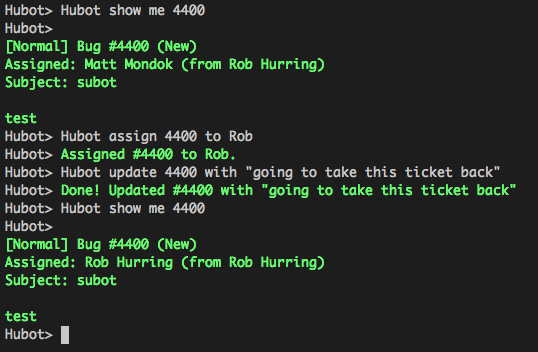 Hubot> Hubot show me 4400
Hubot>
[Normal] Bug #4400 (New)
Assigned: Matt Mondok (from Rob Hurring)
Subject: subot
test
Hubot> Hubot assign 4400 to Rob
Hubot> Assigned #4400 to Rob.
Hubot> Hubot update 4400 with "going to take this ticket back"
Hubot> Done! Updated #4400 with "going to take this ticket back"
Hubot> Hubot show me 4400
Hubot>
[Normal] Bug #4400 (New)
Assigned: Rob Hurring (from Rob Hurring)
Subject: subot
test
Hubot>